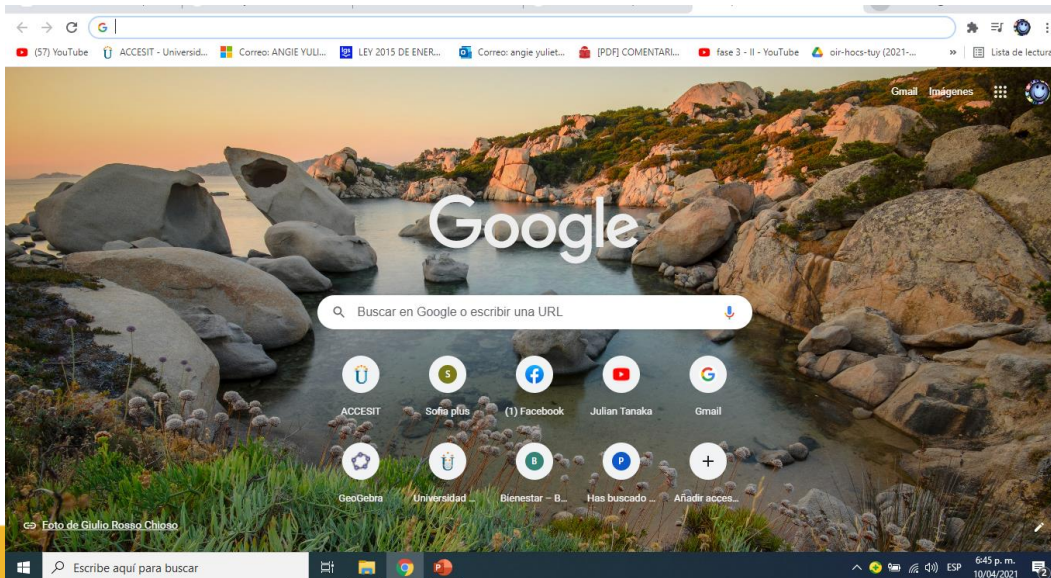 (57) YouTube ACCESIT - Universid... Correo: ANGIE YULI... LEY 2015 DE ENER... Correo: angie yuliet... [PDF] COMENTARI... fase 3 - II - YouTube oir-hocs-tuy (2021-... » Lista de lectura
Gmail Imágenes
Google
Buscar en Google o escribir una URL
ACCESIT Sofia plus (1) Facebook Julian Tanaka Gmail
GeoGebra Universidad ... Bienestar – B... Has buscado ... Añadir acces...
Foto de Giulio Rosso Chioso
Escribe aquí para buscar
ESP
6:45 p. m.
10/04/2021
2